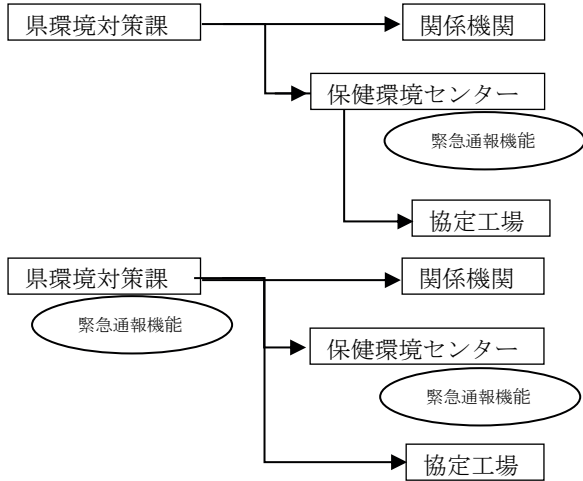 県環境対策課
関係機関
保健環境センター
緊急通報機能
協定工場
県環境対策課
関係機関
緊急通報機能
保健環境センター
緊急通報機能
協定工場